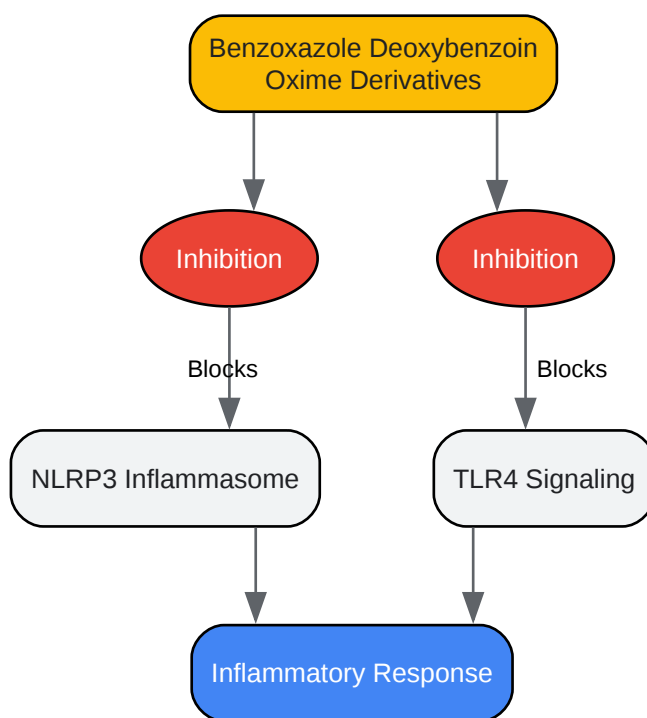 Benzoxazole Deoxybenzoin
Oxime Derivatives
Inhibition
Inhibition
Blocks
Blocks
NLRP3 Inflammasome
TLR4 Signaling
Inflammatory Response